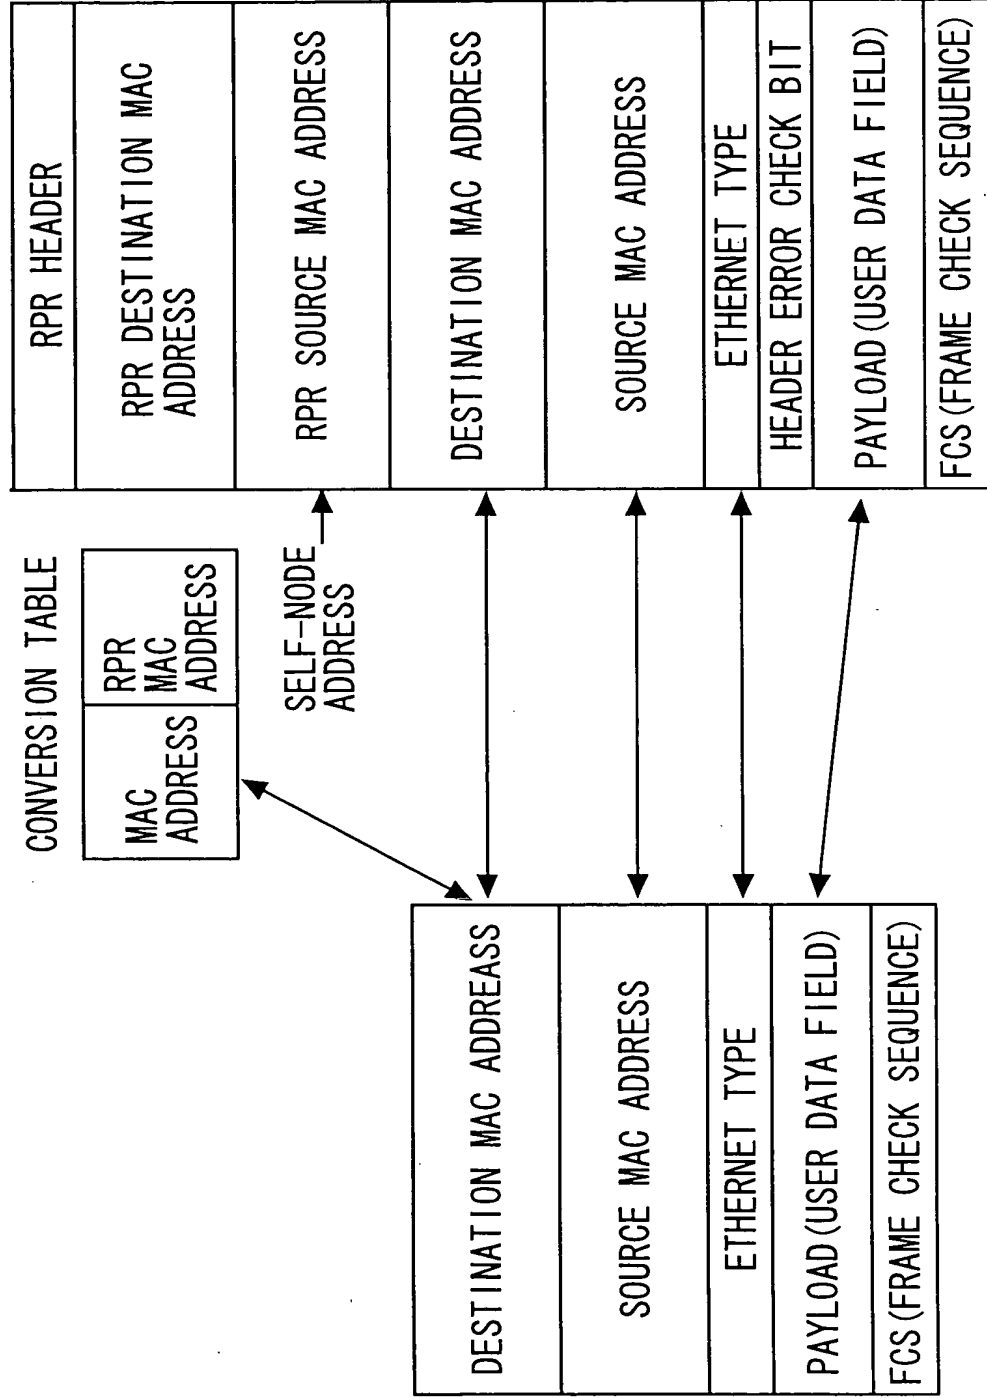 CONVERSION TABLE
MAC
ADDRESS
RPR
MAC
ADDRESS
SELF-NODE
ADDRESS
DESTINATION MAC ADDREASS
SOURCE MAC ADDRESS
ETHERNET TYPE
PAYLOAD(USER DATA FIELD)
FCS(FRAME CHECK SEQUENCE)
RPR HEADER
RPR DESTINATION MAC
ADDRESS
RPR SOURCE MAC ADDRESS
DESTINATION MAC ADDRESS
SOURCE MAC ADDRESS
ETHERNET TYPE
HEADER ERROR CHECK BIT
PAYLOAD(USER DATA FIELD)
FCS(FRAME CHECK SEQUENCE)